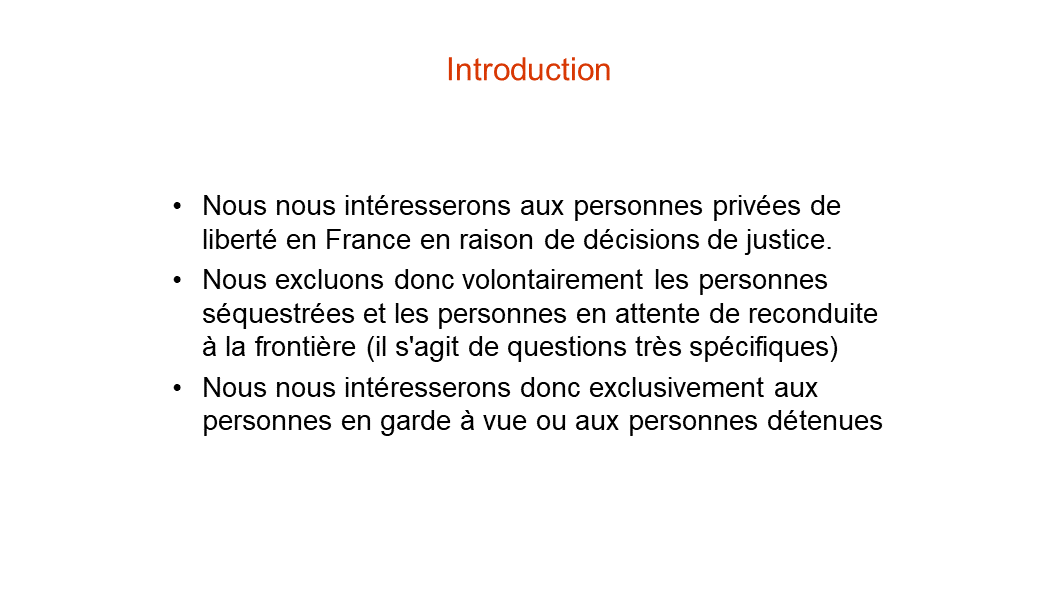 Introduction
• Nous nous intéresserons aux personnes privées de
liberté en France en raison de décisions de justice.
• Nous excluons donc volontairement les personnes
séquestrées et les personnes en attente de reconduite
à la frontière (il s'agit de questions très spécifiques)
• Nous nous intéresserons donc exclusivement aux
personnes en garde à vue ou aux personnes détenues